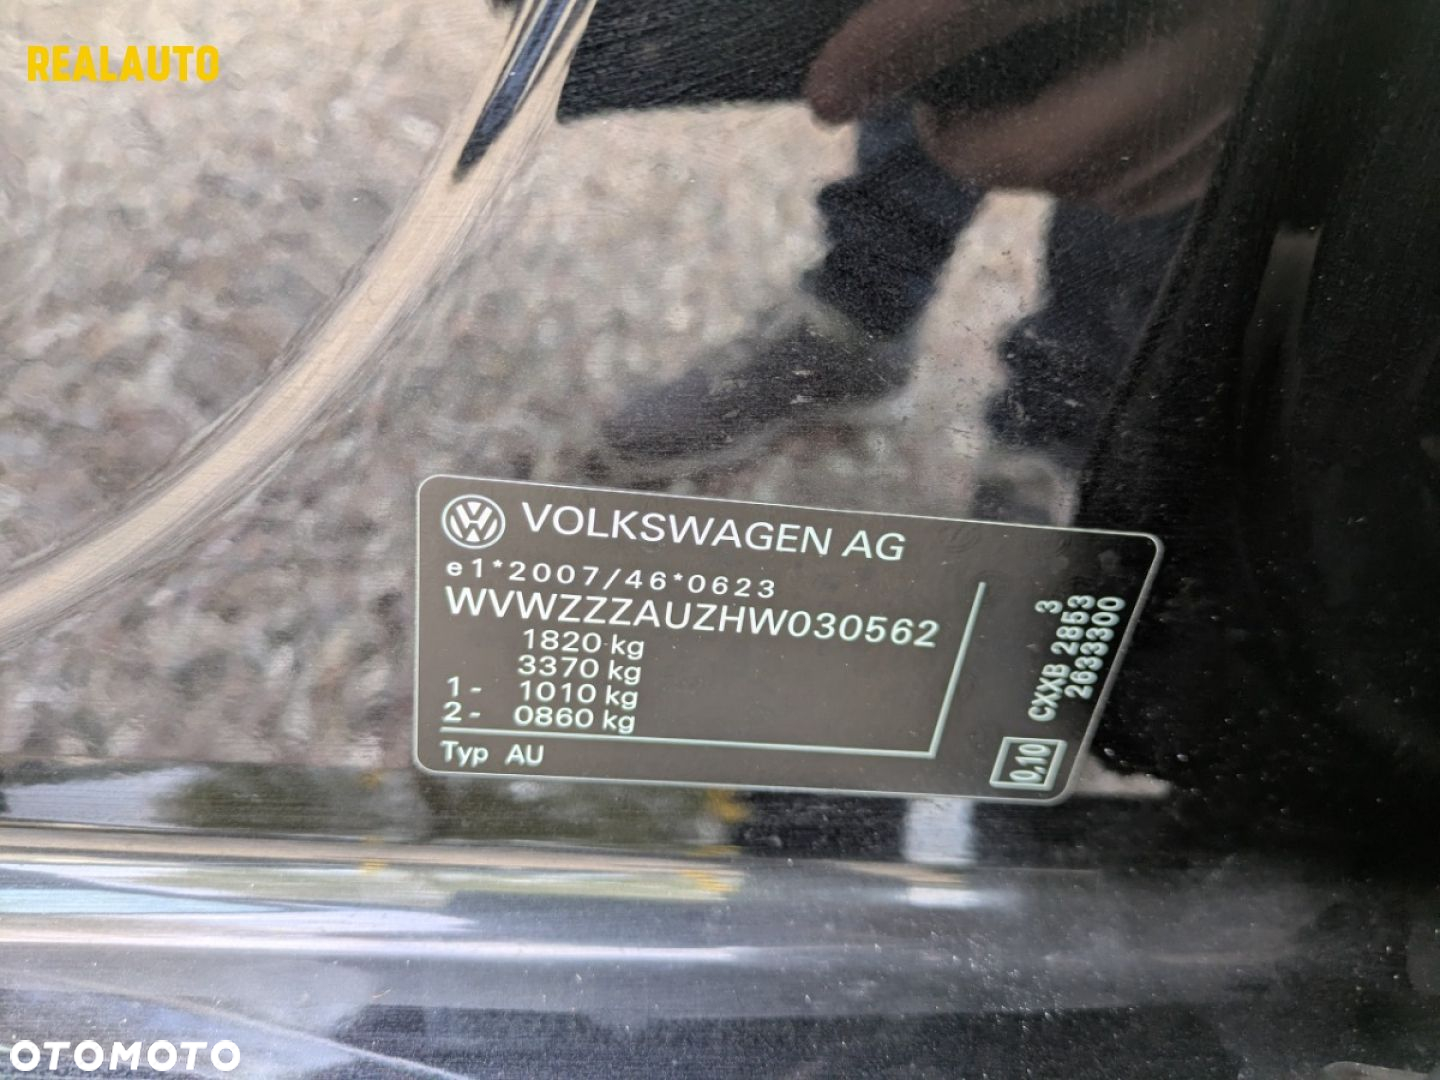 REALAUTO
VOLKSWAGEN AG
e1*2007/46*0623
WVWZZZAUZHW030562
1820 kg
3370 kg
1- 1010 kg
2- 0860 kg
Typ AU
3
CXXB 2853
2633300
0.10
OTOMOTO